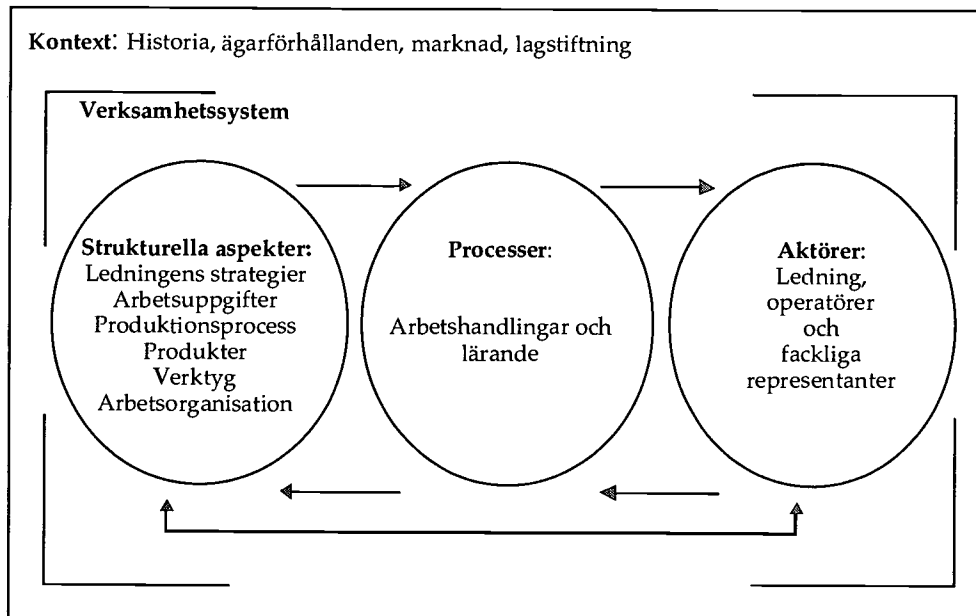 Kontext: Historia, ägarförhållanden, marknad, lagstiftning
Verksamhetssystem
Strukturella aspekter:
Ledningens strategier
Arbetsuppgifter
Produktionsprocess
Produkter
Verktyg
Arbetsorganisation
Processer:
Arbetshandlingar och
lärande
Aktörer:
Ledning,
operatörer
och
fackliga
representanter